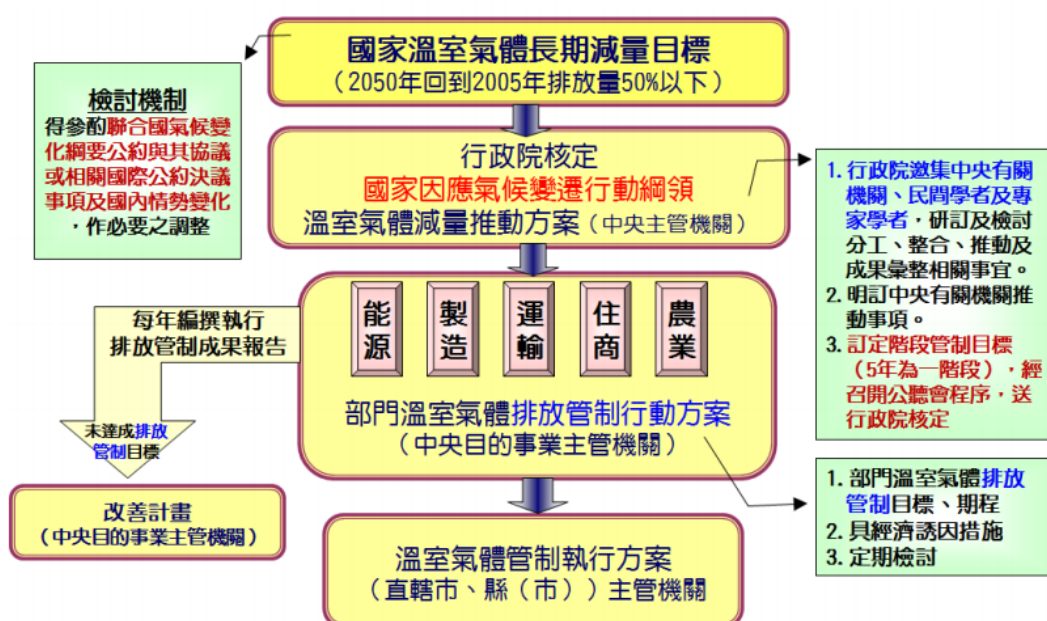 國家溫室氣體長期減量目標
（2050年回到2005年排放量50%以下）
檢討機制
得參酌聯合國氣候變
化綱要公約與其協議
或相關國際公約決議
事項及國內情勢變化
，作必要之調整
行政院核定
國家因應氣候變遷行動綱領
溫室氣體減量推動方案（中央主管機關）
1. 行政院邀集中央有關
機關、民間學者及專
家學者，研訂及檢討
分工、整合、推動及
成果彙整相關事宜。
2. 明訂中央有關機關推
動事項。
3. 訂定階段管制目標
（5年為一階段），經
召開公聽會程序，送
行政院核定
能源
製造
運輸
住商
農業
部門溫室氣體排放管制行動方案
（中央目的事業主管機關）
每年編撰執行
排放管制成果報告
未達成排放
管制目標
改善計畫
（中央目的事業主管機關）
1. 部門溫室氣體排放
管制目標、期程
2. 具經濟誘因措施
3. 定期檢討
溫室氣體管制執行方案
（直轄市、縣（市））主管機關